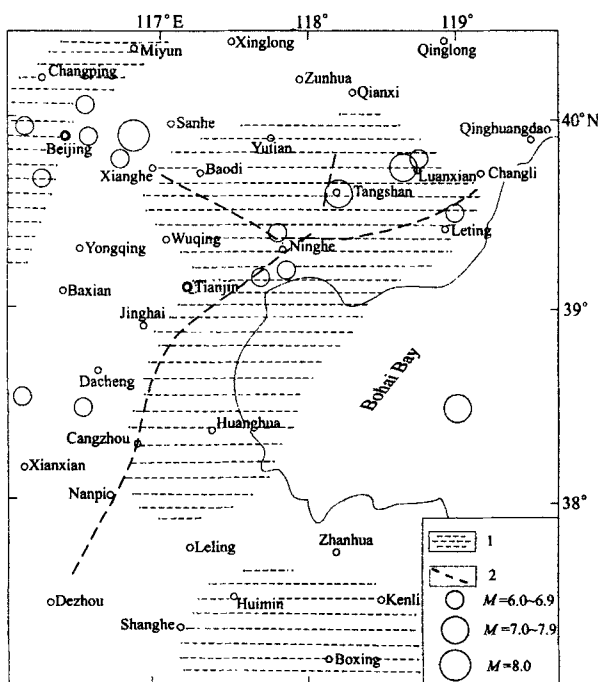 117°E 118° 119°
Miyun Xinglong Qinglong
Changping Zunhua
Qianxi
40°N
Sanhe Qinghuangdao
Beijing Yutian
Xianghe Baodi Luanxian Changli
Tangshan
Leting
Yongqing Wuqing Ninghe
Baxian Tianjin
39°
Jinghai
Dacheng
Bohai Bay
Cangzhou Huanghua
Xianxian
Nanpio 38°
Leling Zhanhua
1
2
Dezhou Huimin Kenli M=6.0~6.9
Shanghe M=7.0~7.9
Boxing M=8.0